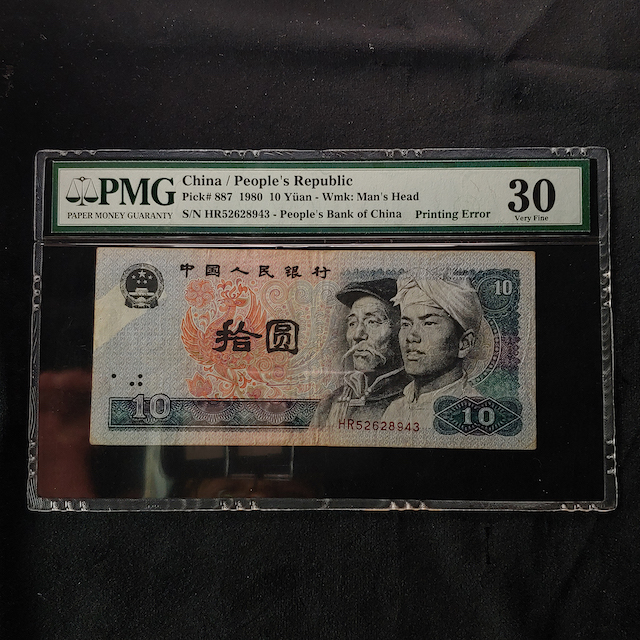 PMG
PAPER MONEY GUARANTY
China / People's Republic
Pick# 887 1980 10 Yüan - Wmk: Man's Head
S/N HR52628943 - People's Bank of China Printing Error
30
Very Fine
中国人民银行
10
拾圆
10
10
HR52628943